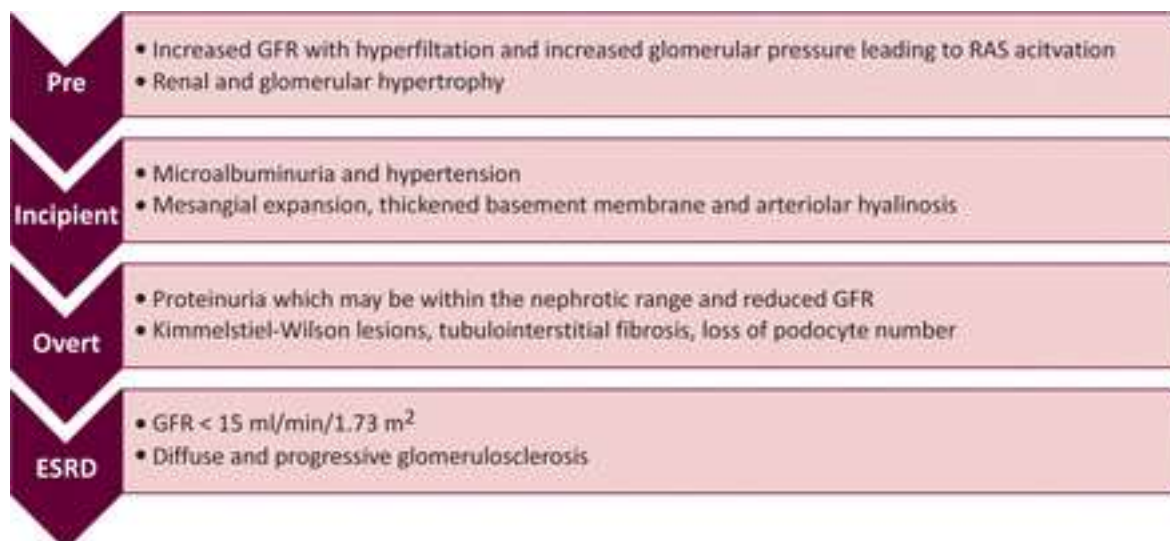 Pre
• Increased GFR with hyperfiltation and increased glomerular pressure leading to RAS acitvation
• Renal and glomerular hypertrophy
Incipient
• Microalbuminuria and hypertension
• Mesangial expansion, thickened basement membrane and arteriolar hyalinosis
Overt
• Proteinuria which may be within the nephrotic range and reduced GFR
• Kimmelstiel-Wilson lesions, tubulointerstitial fibrosis, loss of podocyte number
ESRD
• GFR < 15 ml/min/1.73 m²
• Diffuse and progressive glomerulosclerosis